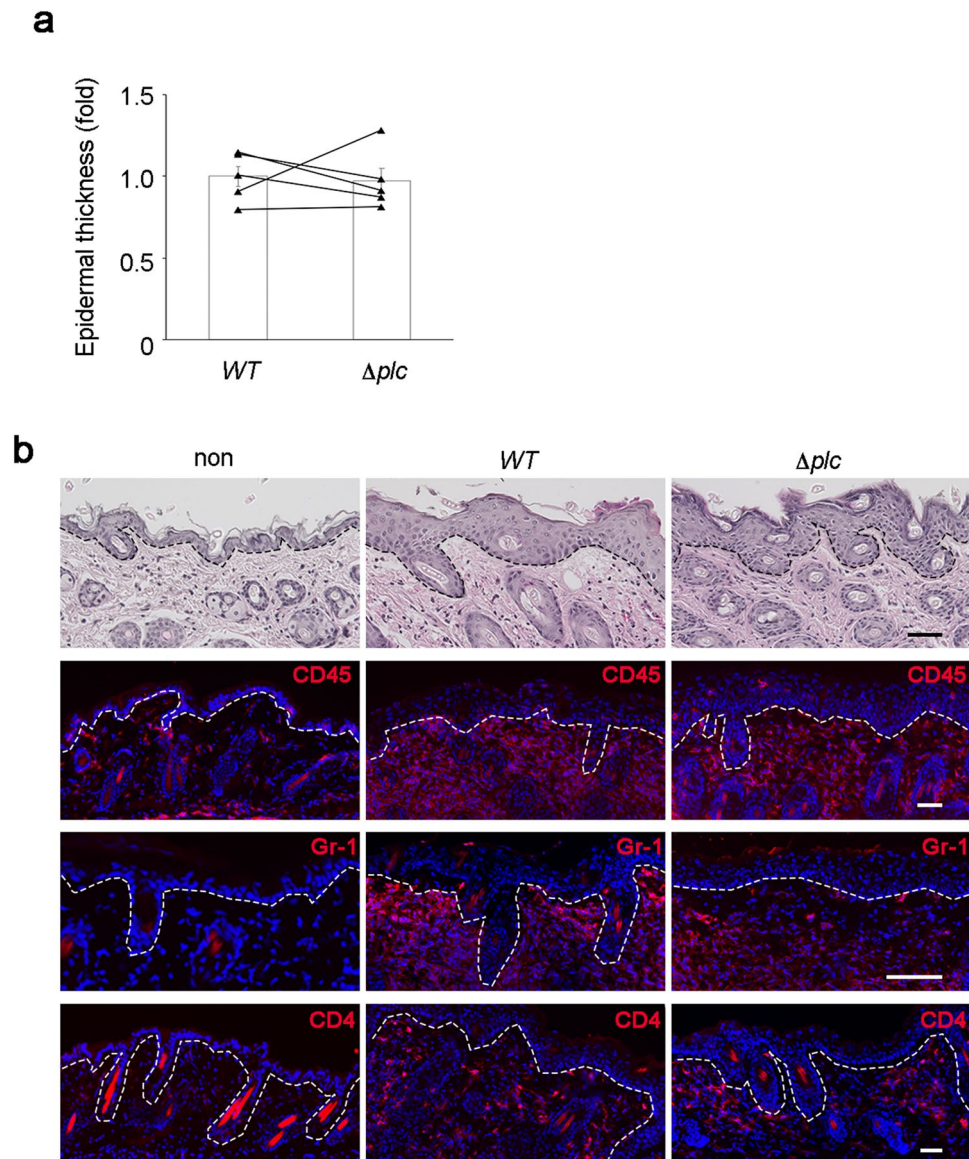 a
Epidermal thickness (fold)
1.5
1.0
0.5
0
WT Δplc
b
non WT Δplc
CD45 CD45 CD45
Gr-1 Gr-1 Gr-1
CD4 CD4 CD4